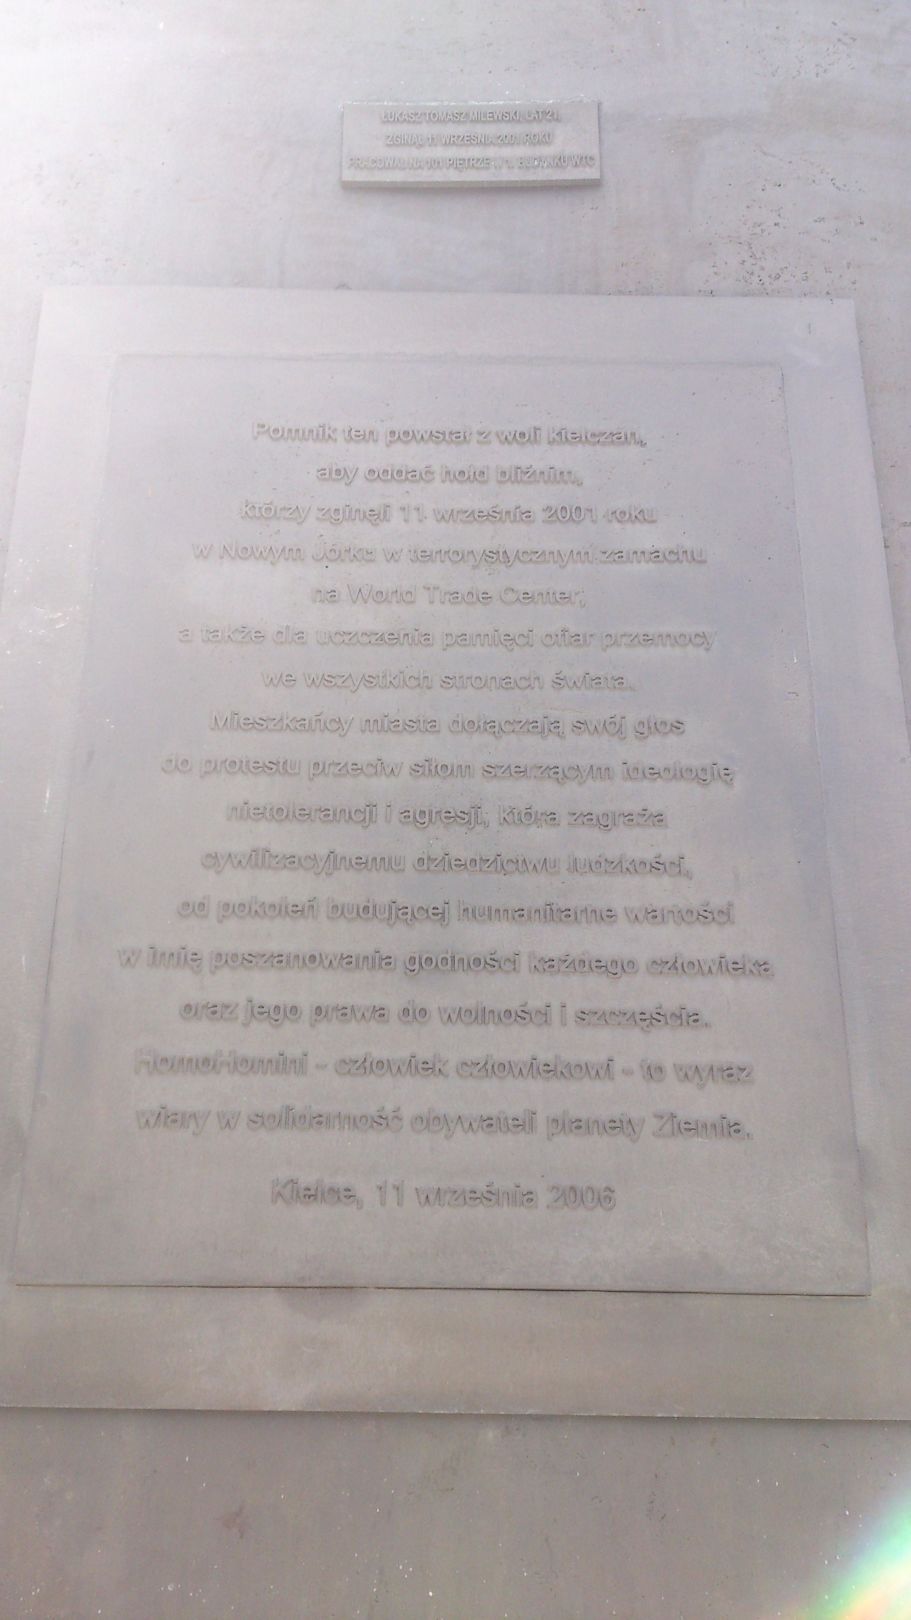 ŁUKASZ TOMASZ MILEWSKI, LAT 21,
ZGINĄŁ 11 WRZEŚNIA 2001 ROKU
PRACOWAŁ NA 101 PIĘTRZE 1. BUDYNKU WTC
Pomnik ten powstał z woli kielczan,
aby oddać hołd bliźnim,
którzy zginęli 11 września 2001 roku
w Nowym Jorku w terrorystycznym zamachu
na World Trade Center,
a także dla uczczenia pamięci ofiar przemocy
we wszystkich stronach świata.
Mieszkańcy miasta dołączają swój głos
do protestu przeciw siłom szerzącym ideologię
nietolerancji i agresji, która zagraża
cywilizacyjnemu dziedzictwu ludzkości,
od pokoleń budującej humanitarne wartości
w imię poszanowania godności każdego człowieka
oraz jego prawa do wolności i szczęścia.
HomoHomini - człowiek człowiekowi - to wyraz
wiary w solidarność obywateli planety Ziemia.
Kielce, 11 września 2006